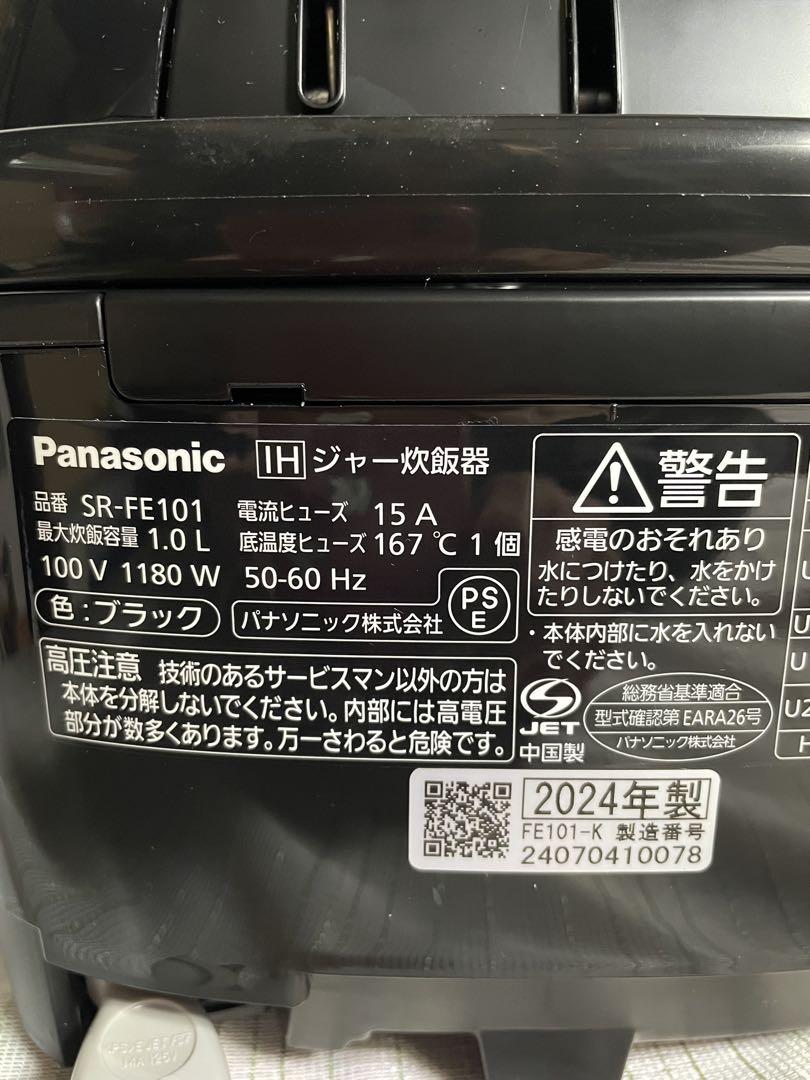 Panasonic IHジャー炊飯器
品番 SR-FE101
最大炊飯容量 1.0 L
電流ヒューズ 15 A
底温度ヒューズ 167 ℃ 1 個
100 V 1180 W 50-60 Hz
色:ブラック
パナソニック株式会社
PS
E
高圧注意 技術のあるサービスマン以外の方は
本体を分解しないでください。内部には高電圧
部分が数多くあります。万一さわると危険です。
警告
感電のおそれあり
水につけたり、水をかけ
たりしないでください。
・本体内部に水を入れない
でください。
JET
中国製
総務省基準適合
型式確認第 EARA26号
パナソニック株式会社
U
U
U
UZ
H
2024年製
FE101-K 製造番号
24070410078